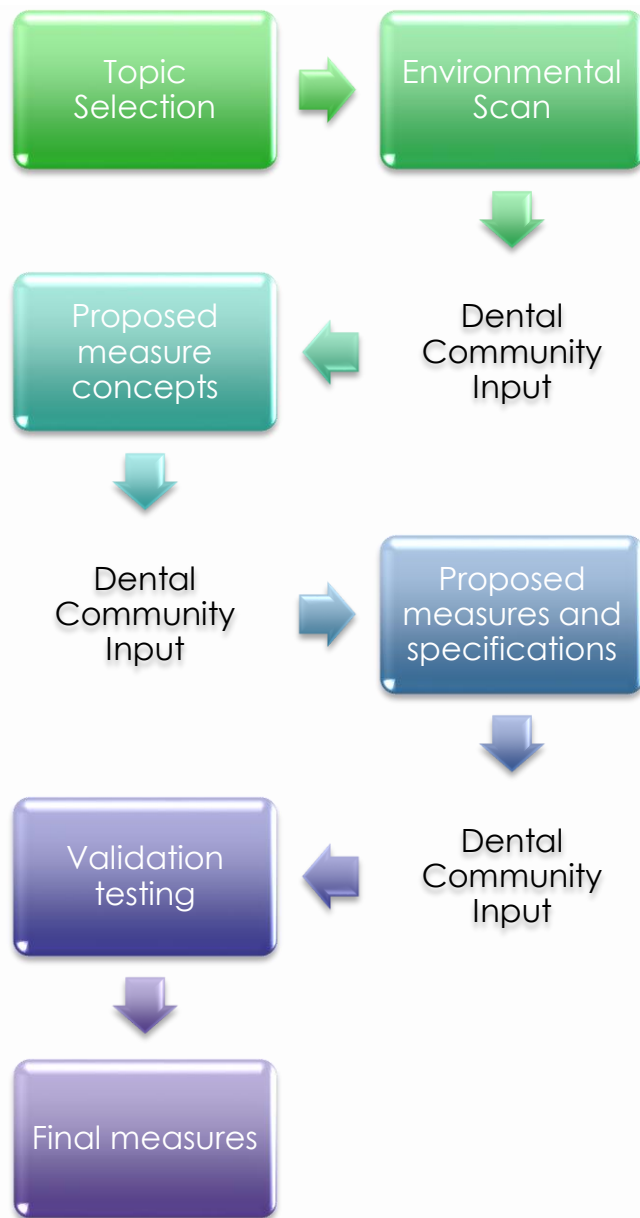 Topic
Selection
Environmental
Scan
Dental
Community
Input
Proposed
measure
concepts
Dental
Community
Input
Proposed
measures and
specifications
Dental
Community
Input
Validation
testing
Final measures